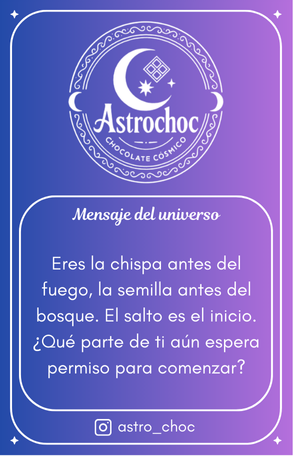 Astrochoc
CHOCOLATE CÓSMICO
Mensaje del universo
Eres la chispa antes del
fuego, la semilla antes del
bosque. El salto es el inicio.
¿Qué parte de ti aún espera
permiso para comenzar?
astro_choc